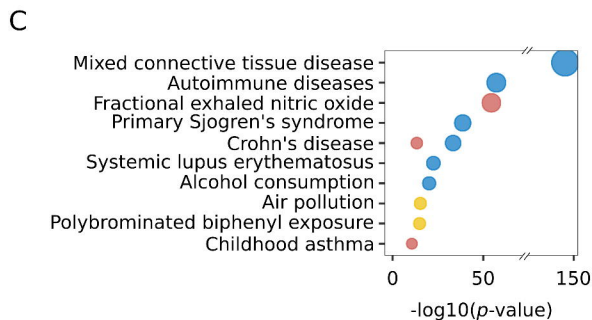 C
Mixed connective tissue disease
Autoimmune diseases
Fractional exhaled nitric oxide
Primary Sjogren's syndrome
Crohn's disease
Systemic lupus erythematosus
Alcohol consumption
Air pollution
Polybrominated biphenyl exposure
Childhood asthma
0 50 150
-log10(p-value)